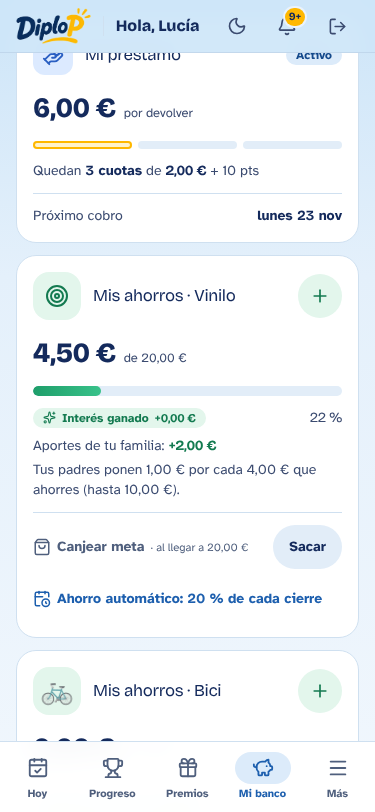 DiploP
Hola, Lucía
9+
Mi préstamo
Activo
6,00 € por devolver
Quedan 3 cuotas de 2,00 € + 10 pts
Próximo cobro
lunes 23 nov
Mis ahorros · Vinilo
4,50 € de 20,00 €
Interés ganado +0,00 €
22 %
Aportes de tu familia: +2,00 €
Tus padres ponen 1,00 € por cada 4,00 € que
ahorres (hasta 10,00 €).
Canjear meta · al llegar a 20,00 €
Sacar
Ahorro automático: 20 % de cada cierre
Mis ahorros · Bici
Hoy
Progreso
Premios
Mi banco
Más